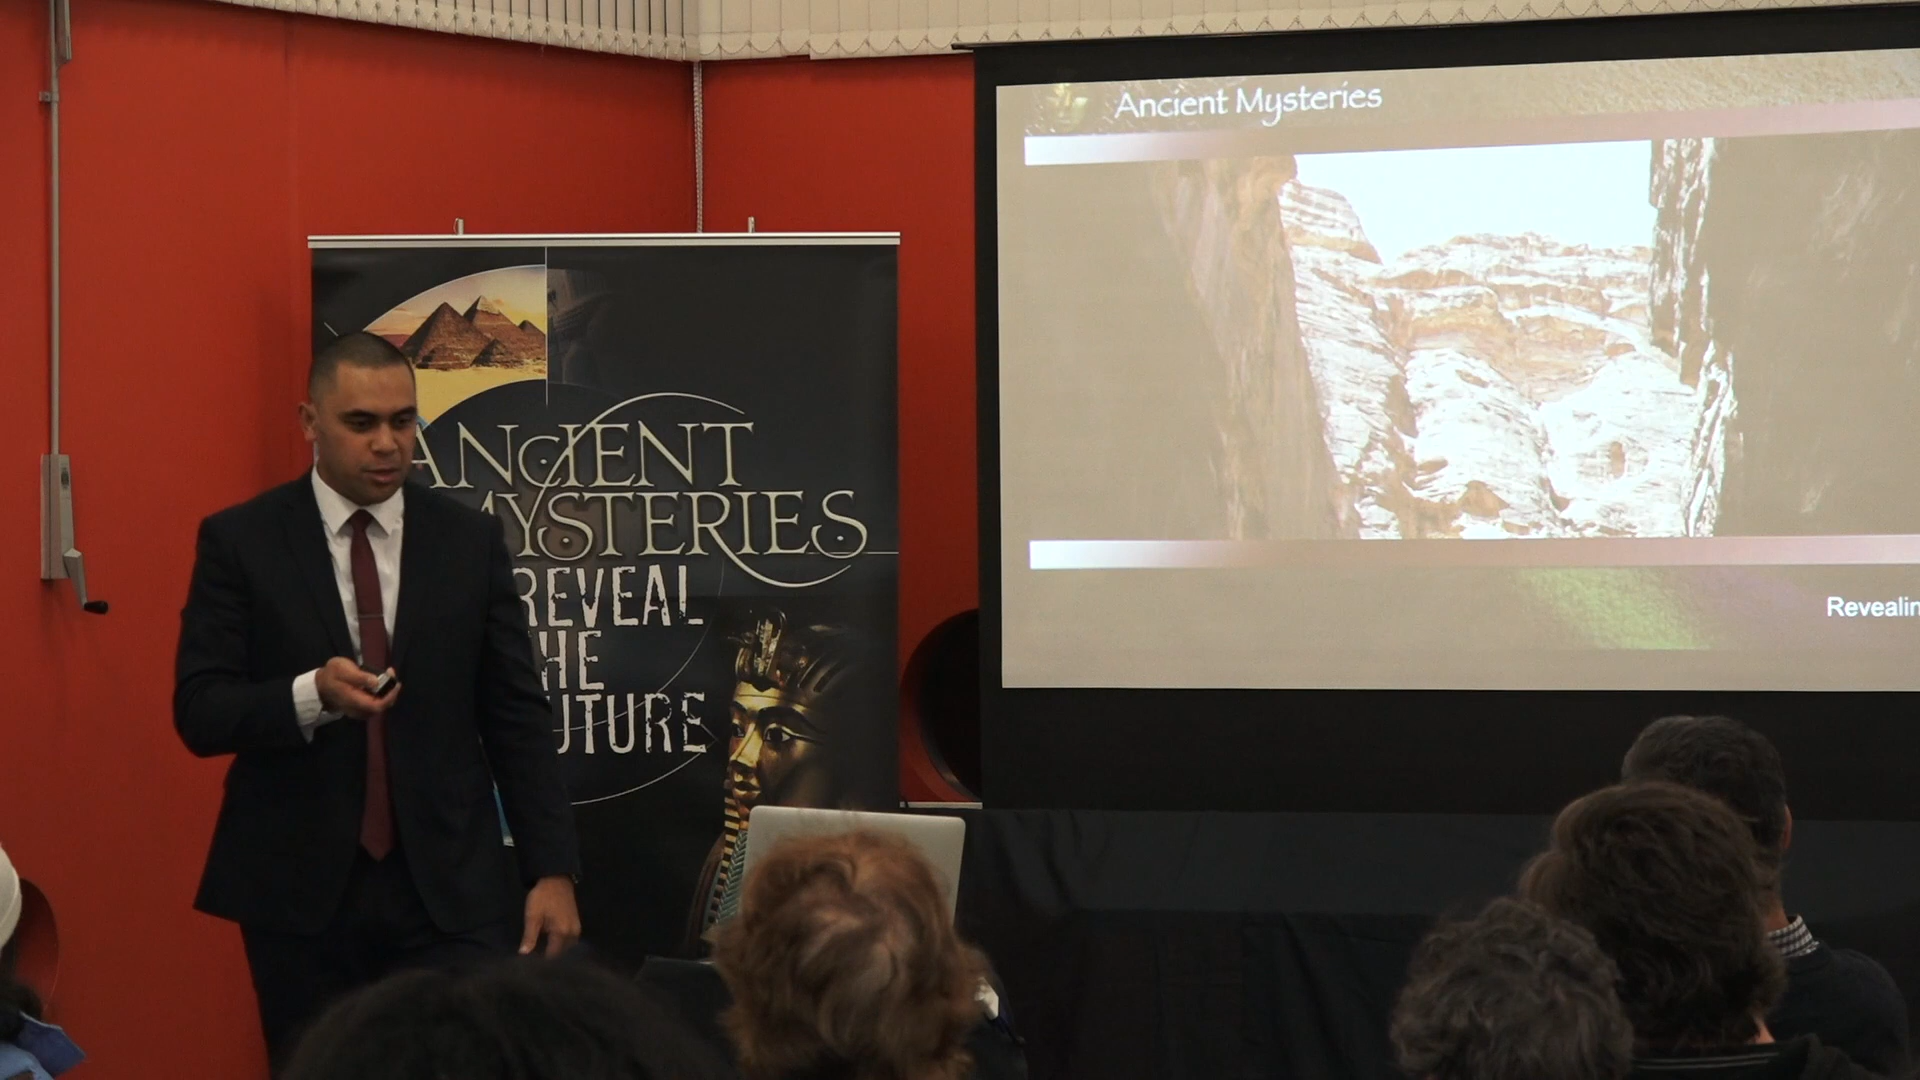 Ancient Mysteries
ANCIENT
MYSTERIES
REVEAL
HE
UTURE
Revealin